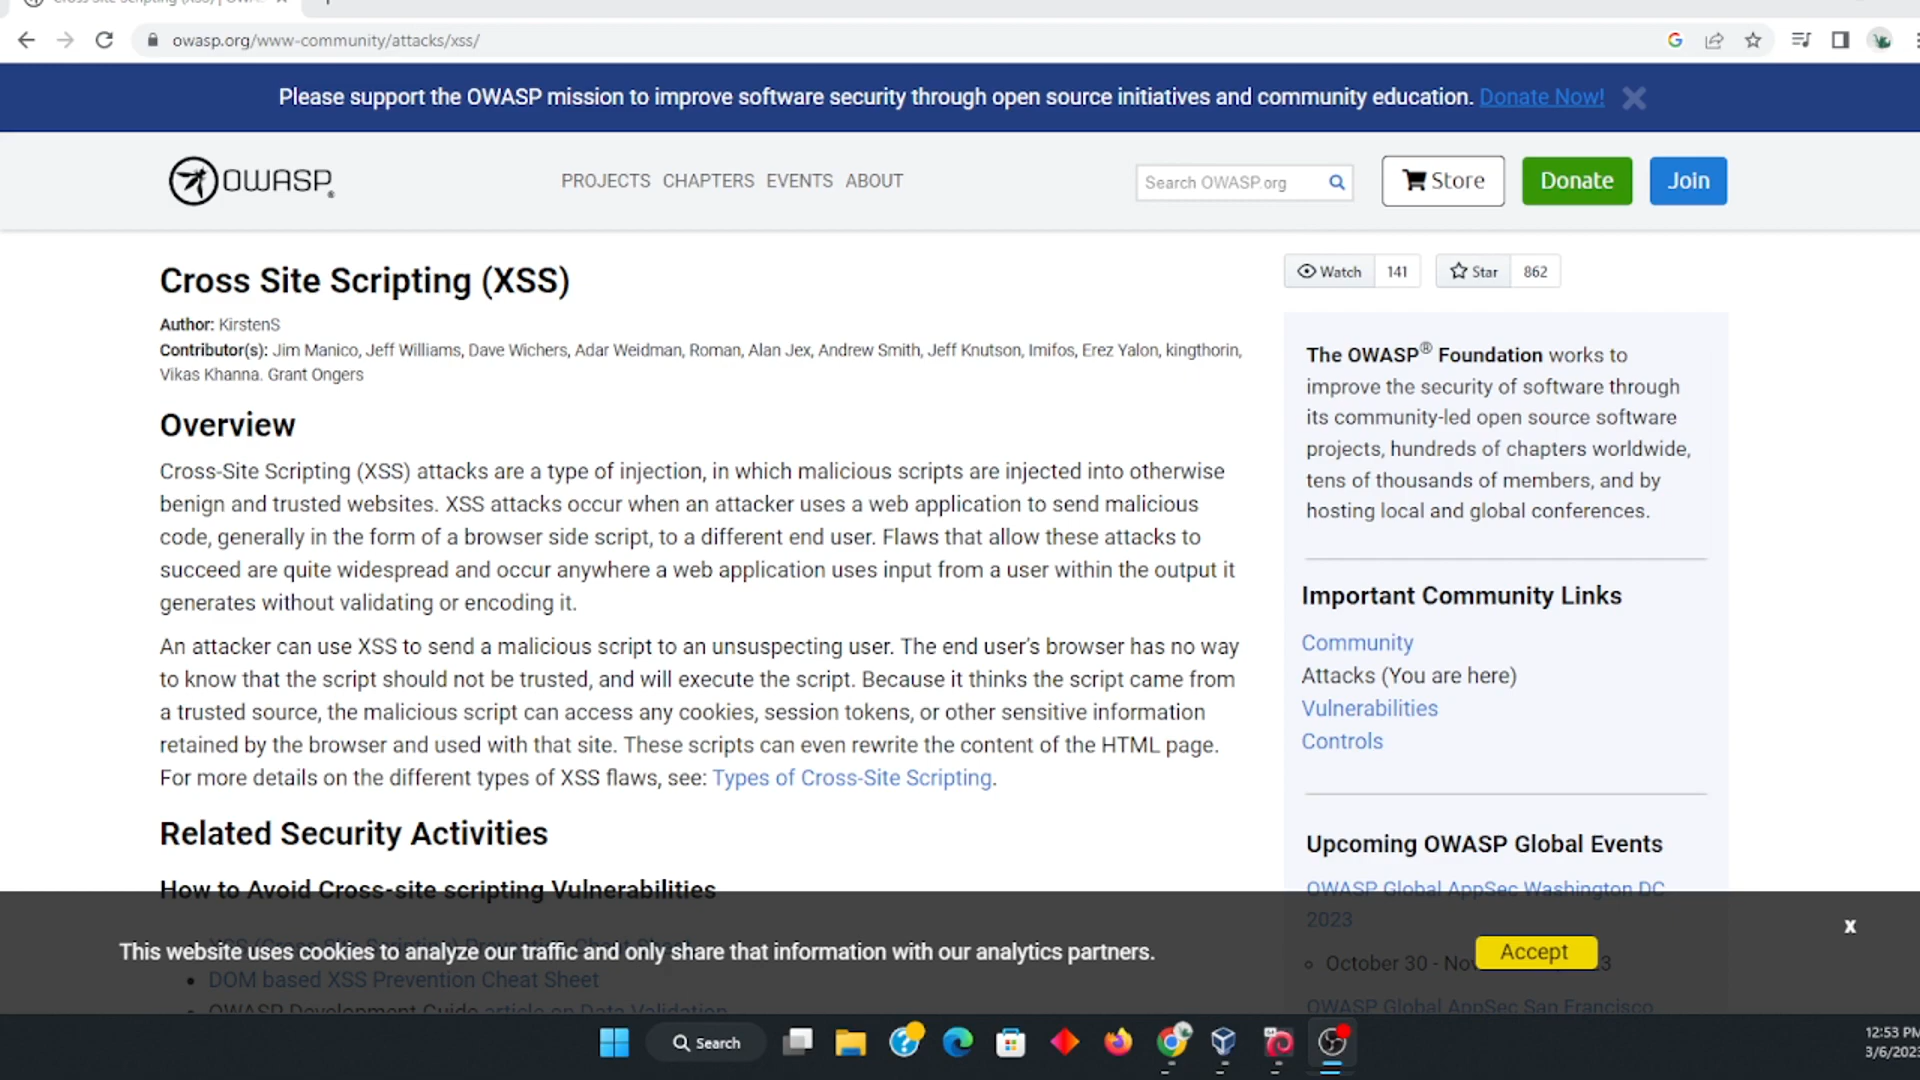 owasp.org/www-community/attacks/xss/
Please support the OWASP mission to improve software security through open source initiatives and community education. Donate Now!
OWASP
PROJECTS CHAPTERS EVENTS ABOUT
Search OWASP.org
Store
Donate
Join
Cross Site Scripting (XSS)
Watch 141
Star 862
Author: KirstenS
Contributor(s): Jim Manico, Jeff Williams, Dave Wichers, Adar Weidman, Roman, Alan Jex, Andrew Smith, Jeff Knutson, Imifos, Erez Yalon, kingthorin,
Vikas Khanna. Grant Ongers
Overview
Cross-Site Scripting (XSS) attacks are a type of injection, in which malicious scripts are injected into otherwise
benign and trusted websites. XSS attacks occur when an attacker uses a web application to send malicious
code, generally in the form of a browser side script, to a different end user. Flaws that allow these attacks to
succeed are quite widespread and occur anywhere a web application uses input from a user within the output it
generates without validating or encoding it.
An attacker can use XSS to send a malicious script to an unsuspecting user. The end user’s browser has no way
to know that the script should not be trusted, and will execute the script. Because it thinks the script came from
a trusted source, the malicious script can access any cookies, session tokens, or other sensitive information
retained by the browser and used with that site. These scripts can even rewrite the content of the HTML page.
For more details on the different types of XSS flaws, see: Types of Cross-Site Scripting.
Related Security Activities
How to Avoid Cross-site scripting Vulnerabilities
The OWASP® Foundation works to
improve the security of software through
its community-led open source software
projects, hundreds of chapters worldwide,
tens of thousands of members, and by
hosting local and global conferences.
Important Community Links
Community
Attacks (You are here)
Vulnerabilities
Controls
Upcoming OWASP Global Events
OWASP Global AppSec Washington DC
2023
October 30 -
OWASP Global AppSec San Francisco
This website uses cookies to analyze our traffic and only share that information with our analytics partners.
Accept
x
DOM based XSS Prevention Cheat Sheet
OWASP Development Guide article on Data Validation
Search
12:53 PM
3/6/2023